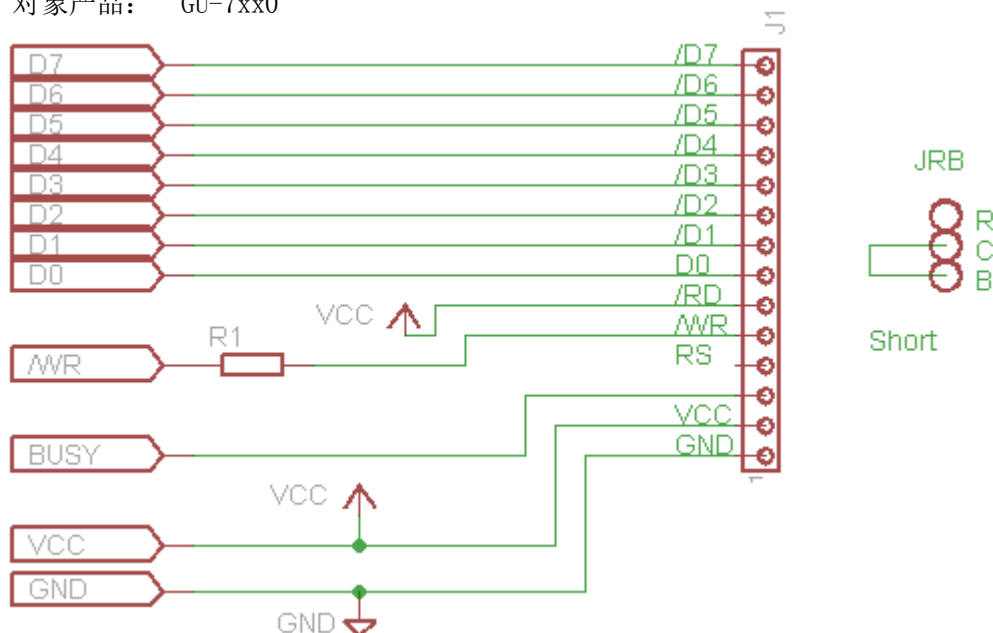 对象产品： GU-7xx0
J1
D7 /D7
D6 /D6
D5 /D5
D4 /D4
D3 /D3
D2 /D2
D1 /D1
D0 D0
/RD
VCC
/WR
R1
/WR
RS
VCC
BUSY
GND
1
VCC
VCC
GND
GND
JRB
R
C
B
Short